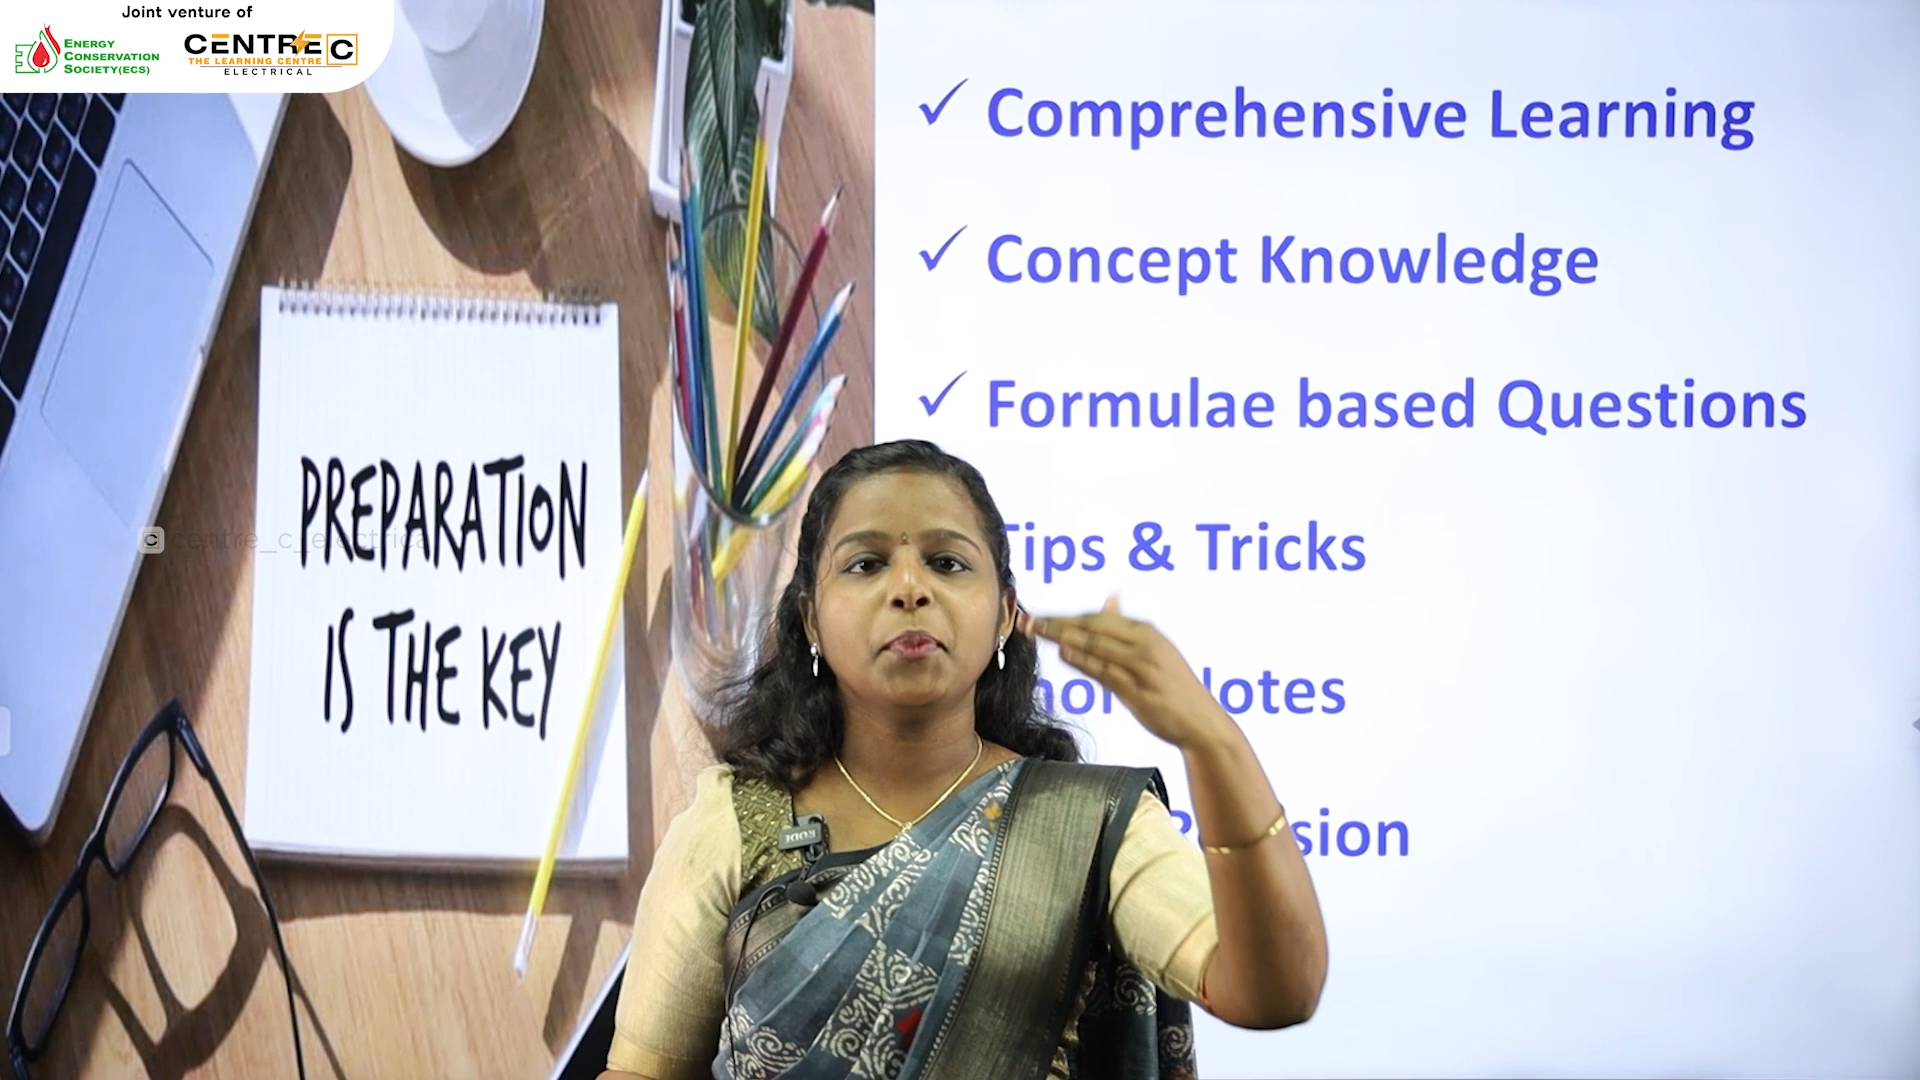 Joint venture of
ENERGY
CONSERVATION
SOCIETY(ECS)
CENTRE C
THE LEARNING CENTRE
ELECTRICAL
✓ Comprehensive Learning
✓ Concept Knowledge
✓ Formulae based Questions
Tips & Tricks
PREPARATION
IS THE KEY
centre_c_electrical
RODE